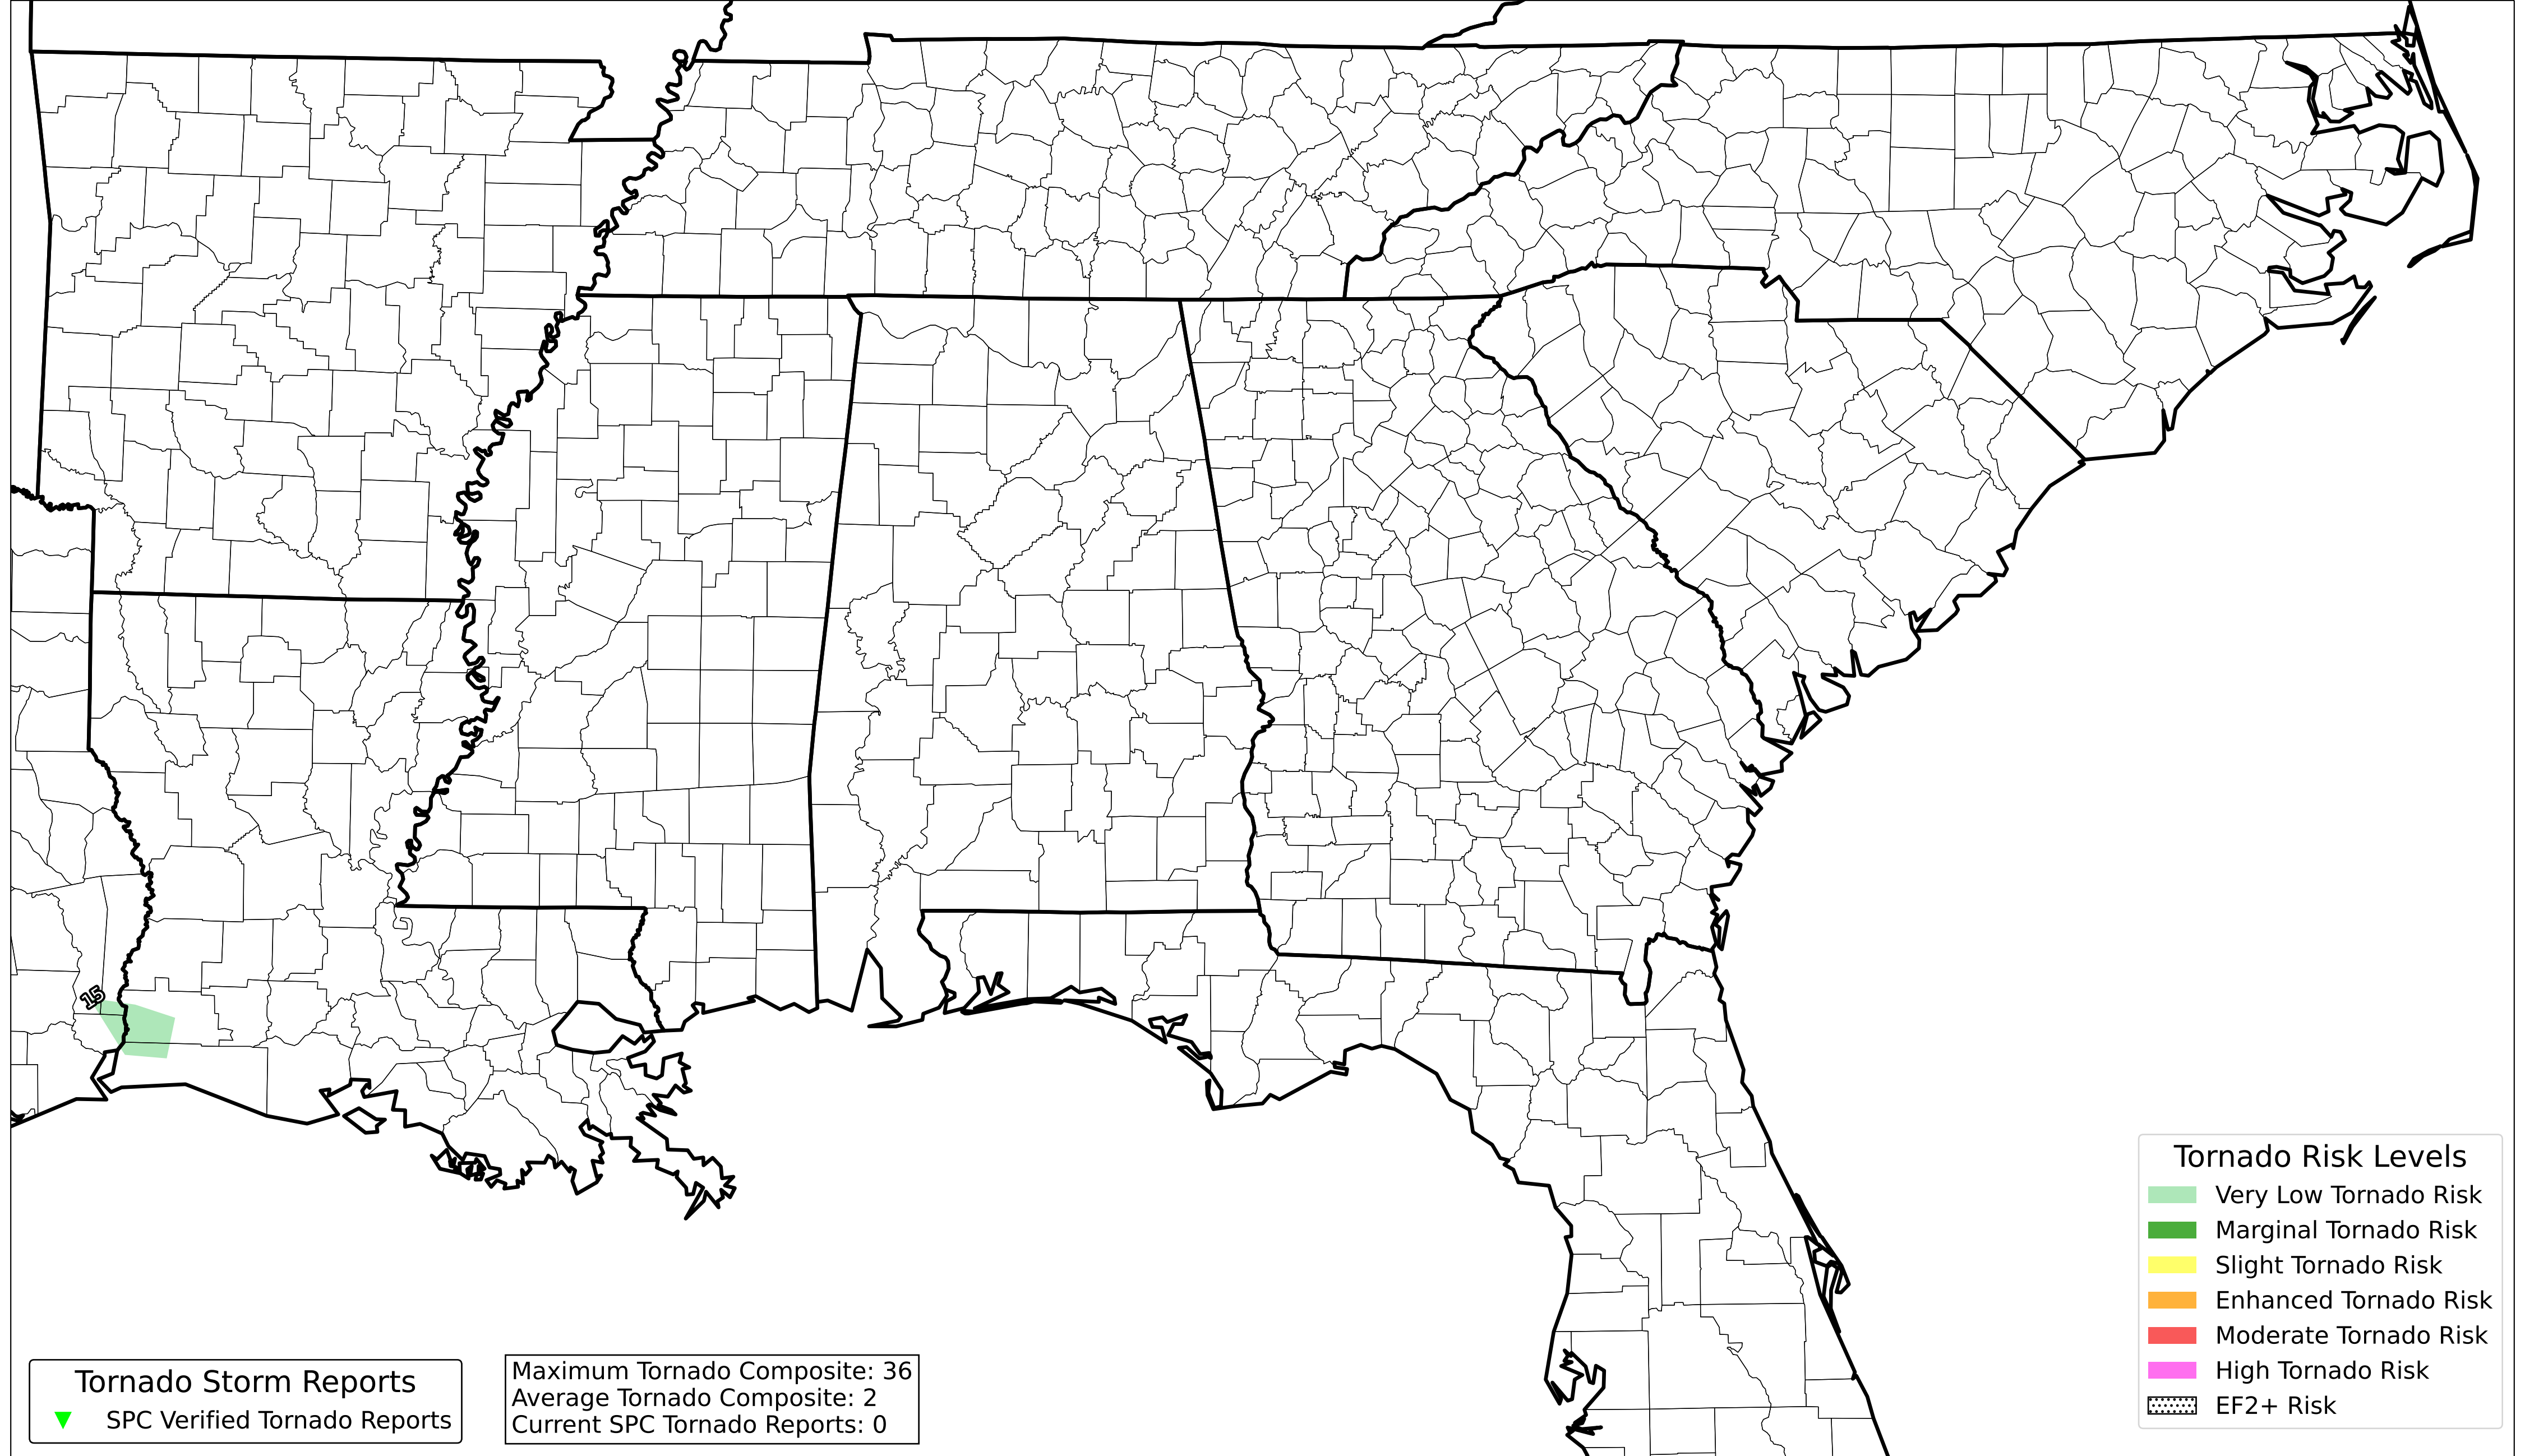 15
Tornado Risk Levels
Very Low Tornado Risk
Marginal Tornado Risk
Slight Tornado Risk
Enhanced Tornado Risk
Moderate Tornado Risk
High Tornado Risk
EF2+ Risk
Tornado Storm Reports
SPC Verified Tornado Reports
Maximum Tornado Composite: 36
Average Tornado Composite: 2
Current SPC Tornado Reports: 0